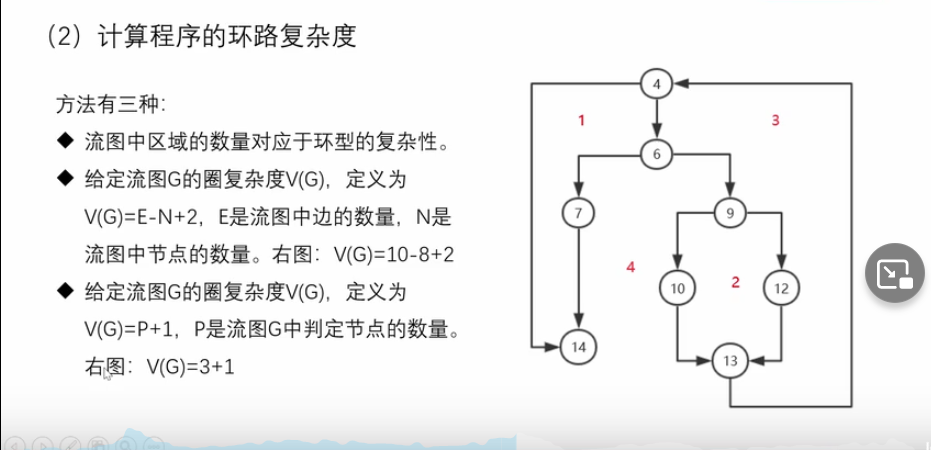 （2）计算程序的环路复杂度
方法有三种：
◆ 流图中区域的数量对应于环型的复杂性。
◆ 给定流图G的圈复杂度V(G)，定义为
V(G)=E-N+2，E是流图中边的数量，N是
流图中节点的数量。右图：V(G)=10-8+2
◆ 给定流图G的圈复杂度V(G)，定义为
V(G)=P+1，P是流图G中判定节点的数量。
右图：V(G)=3+1
4
1
3
6
7
9
4
10
2
12
14
13